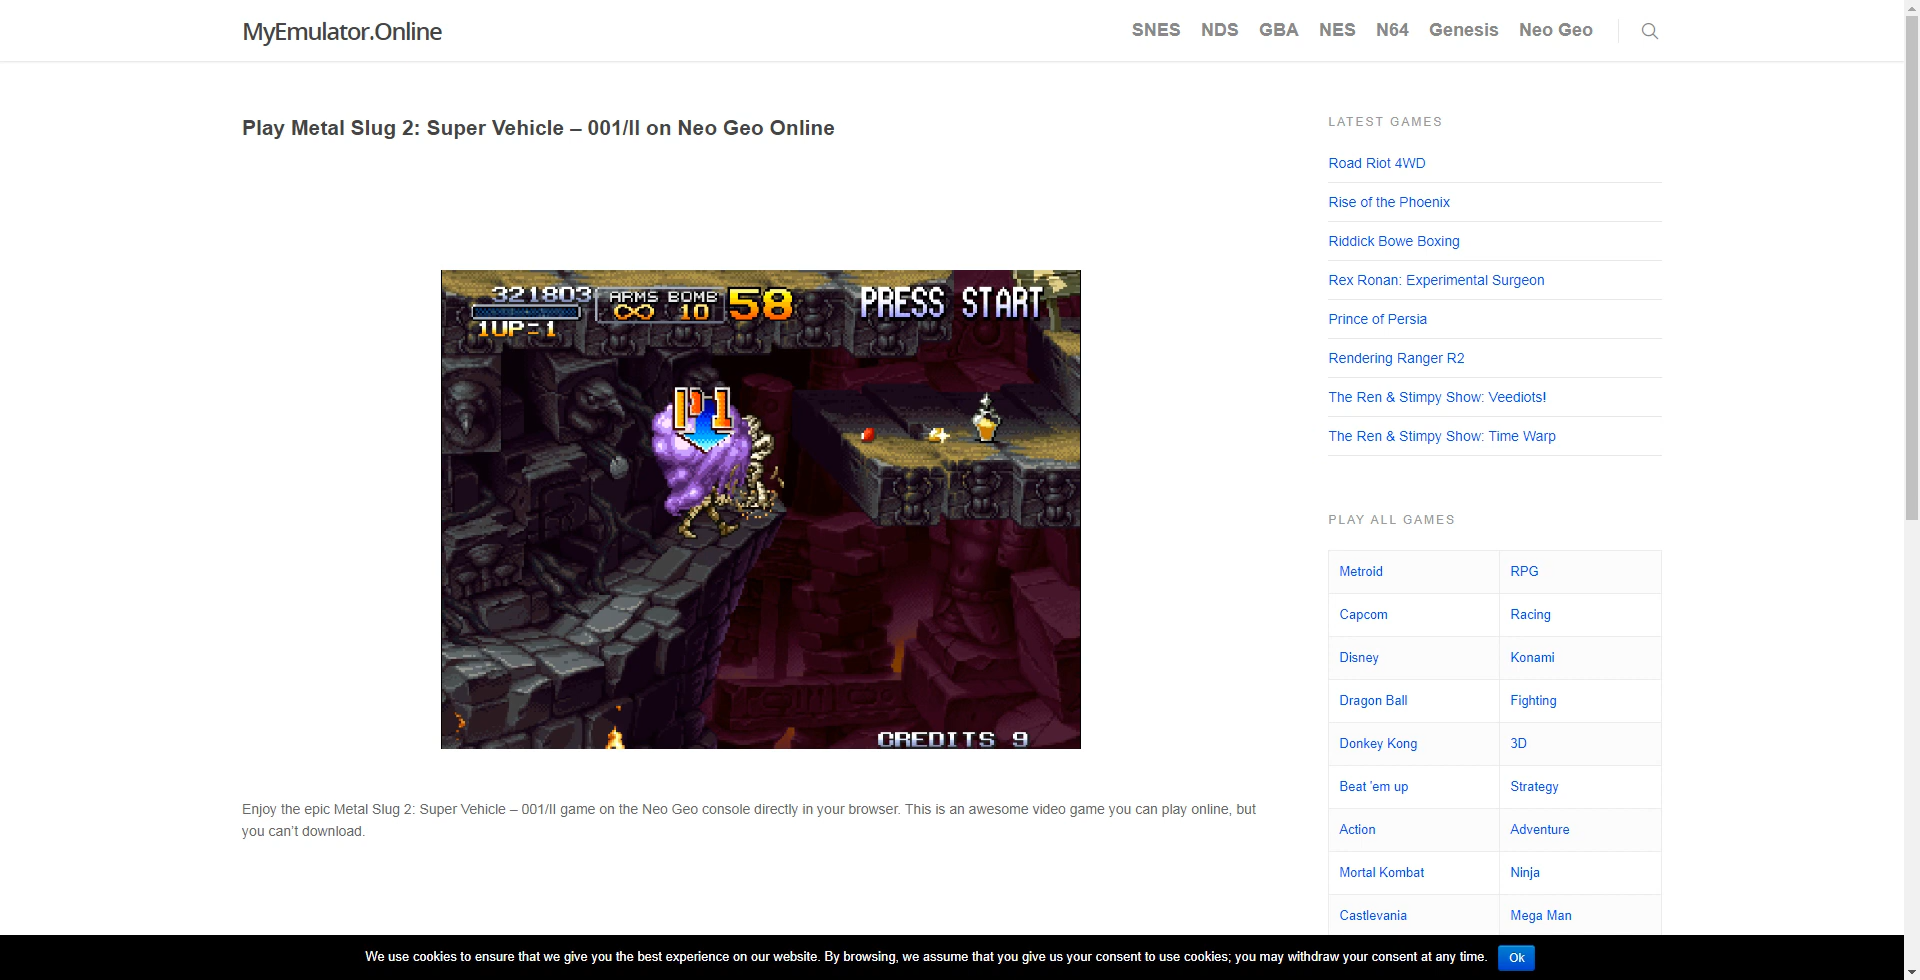 MyEmulator.Online
SNES NDS GBA NES N64 Genesis Neo Geo
Play Metal Slug 2: Super Vehicle – 001/II on Neo Geo Online
321803
ARMS BOMB
∞ 10
58
PRESS START
1UP=1
P1
CREDITS 9
Enjoy the epic Metal Slug 2: Super Vehicle – 001/II game on the Neo Geo console directly in your browser. This is an awesome video game you can play online, but
you can’t download.
LATEST GAMES
Road Riot 4WD
Rise of the Phoenix
Riddick Bowe Boxing
Rex Ronan: Experimental Surgeon
Prince of Persia
Rendering Ranger R2
The Ren & Stimpy Show: Veediots!
The Ren & Stimpy Show: Time Warp
PLAY ALL GAMES
Metroid RPG
Capcom Racing
Disney Konami
Dragon Ball Fighting
Donkey Kong 3D
Beat 'em up Strategy
Action Adventure
Mortal Kombat Ninja
Castlevania Mega Man
We use cookies to ensure that we give you the best experience on our website. By browsing, we assume that you give us your consent to use cookies; you may withdraw your consent at any time. Ok